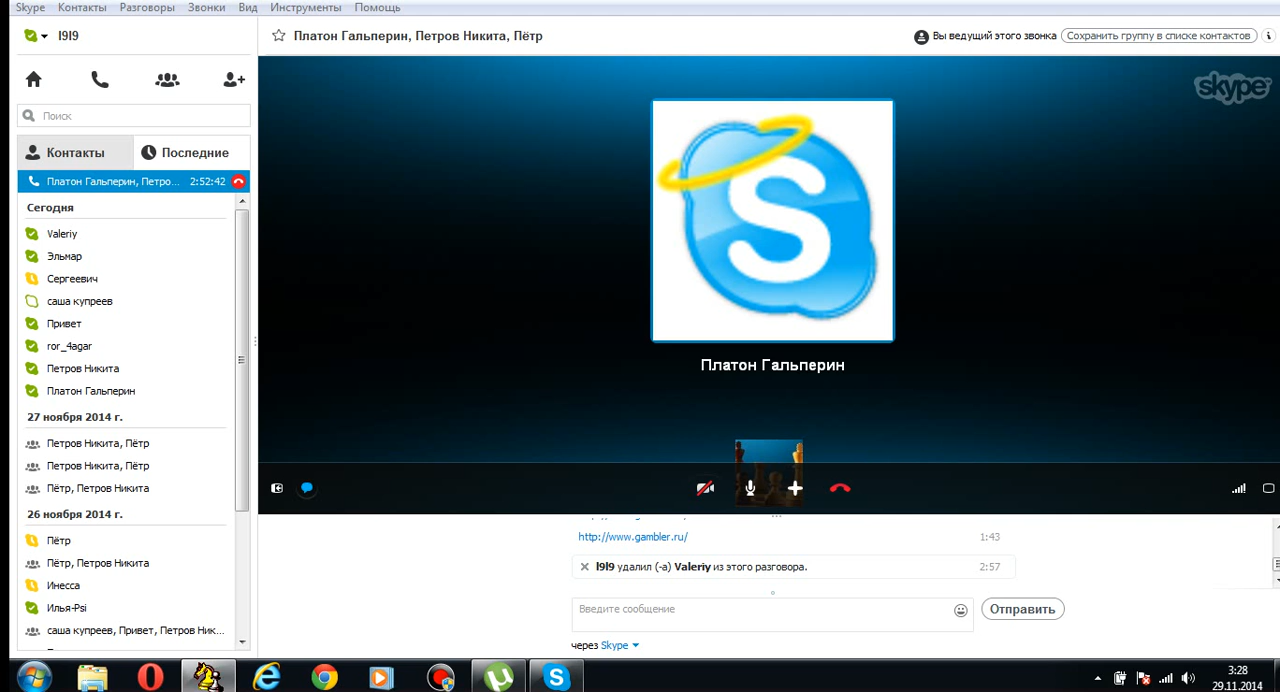 Skype Контакты Разговоры Звонки Вид Инструменты Помощь
l9l9
Платон Гальперин, Петров Никита, Пётр
Вы ведущий этого звонка
Сохранить группу в списке контактов
Поиск
Контакты
Последние
Платон Гальперин, Петро... 2:52:42
Сегодня
Valeriy
Эльмар
Сергеевич
саша купреев
Привет
ror_4agar
Петров Никита
Платон Гальперин
27 ноября 2014 г.
Петров Никита, Пётр
Петров Никита, Пётр
Пётр, Петров Никита
26 ноября 2014 г.
Пётр
Пётр, Петров Никита
Инесса
Илья-Psi
саша купреев, Привет, Петров Ник...
skype
S
Платон Гальперин
http://www.gambler.ru/ 1:43
l9l9 удалил (-а) Valeriy из этого разговора. 2:57
Введите сообщение
Отправить
через Skype
3:28
29.11.2014